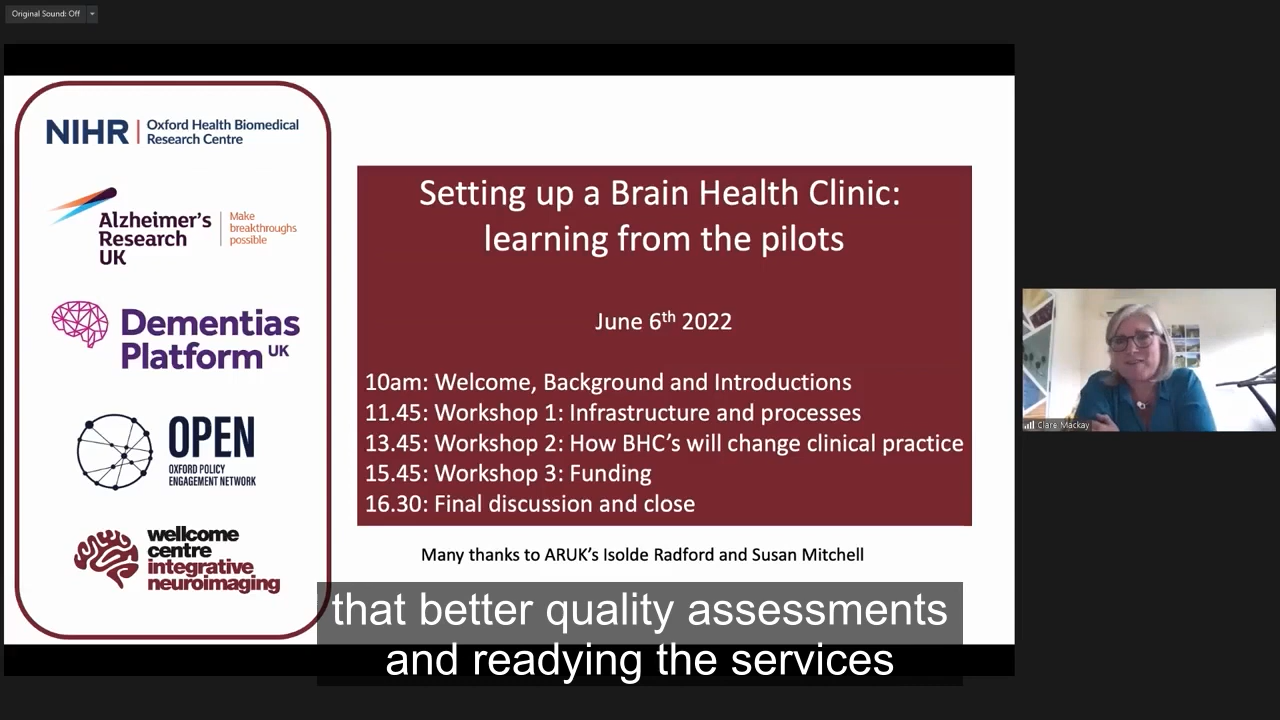 Original Sound: Off
NIHR | Oxford Health Biomedical
Research Centre
Alzheimer's
Research
UK
Make
breakthroughs
possible
Dementias
Platform UK
OPEN
OXFORD POLICY
ENGAGEMENT NETWORK
wellcome
centre
integrative
neuroimaging
Setting up a Brain Health Clinic:
learning from the pilots
June 6th 2022
10am: Welcome, Background and Introductions
11.45: Workshop 1: Infrastructure and processes
13.45: Workshop 2: How BHC's will change clinical practice
15.45: Workshop 3: Funding
16.30: Final discussion and close
Many thanks to ARUK's Isolde Radford and Susan Mitchell
Clare Mackay
that better quality assessments
and readying the services